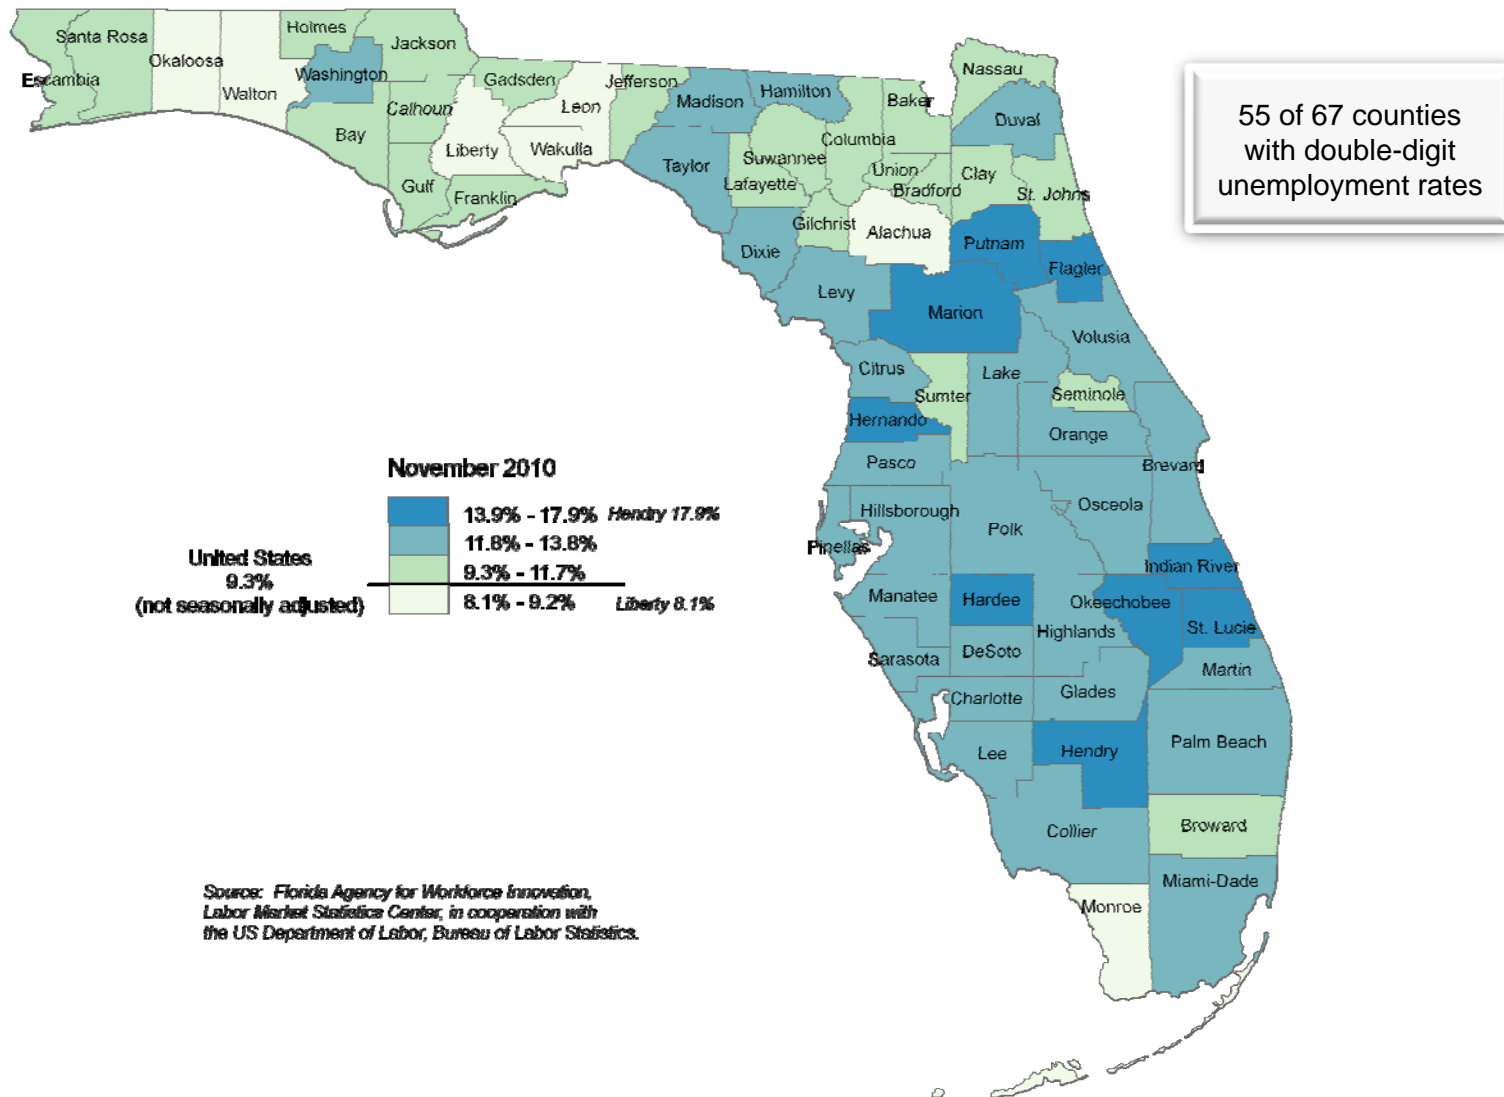 Holmes
Santa Rosa
Jackson
Okaloosa
Escambia
Washington
Walton
Gadsden
Jefferson
Calhoun
Leon
Bay
Liberty
Wakulla
Gulf
Franklin
Madison
Hamilton
Baker
Nassau
Duval
Columbia
Taylor
Suwannee
Union
Clay
Lafayette
Bradford
St. Johns
Gilchrist
Alachua
Putnam
Dixie
Flagler
Levy
Marion
Volusia
Citrus
Lake
Sumter
Seminole
Hernando
Orange
Pasco
Brevard
Osceola
Hillsborough
Polk
Pinellas
Indian River
Manatee
Hardee
Okeechobee
St. Lucie
Highlands
DeSoto
Sarasota
Martin
Glades
Charlotte
Lee
Hendry
Palm Beach
Broward
Collier
Miami-Dade
Monroe
55 of 67 counties
with double-digit
unemployment rates
November 2010
13.9% - 17.9% Hendry 17.9%
11.8% - 13.8%
9.3% - 11.7%
8.1% - 9.2% Liberty 8.1%
United States
9.3%
(not seasonally adjusted)
Source: Florida Agency for Workforce Innovation,
Labor Market Statistics Center, in cooperation with
the US Department of Labor, Bureau of Labor Statistics.